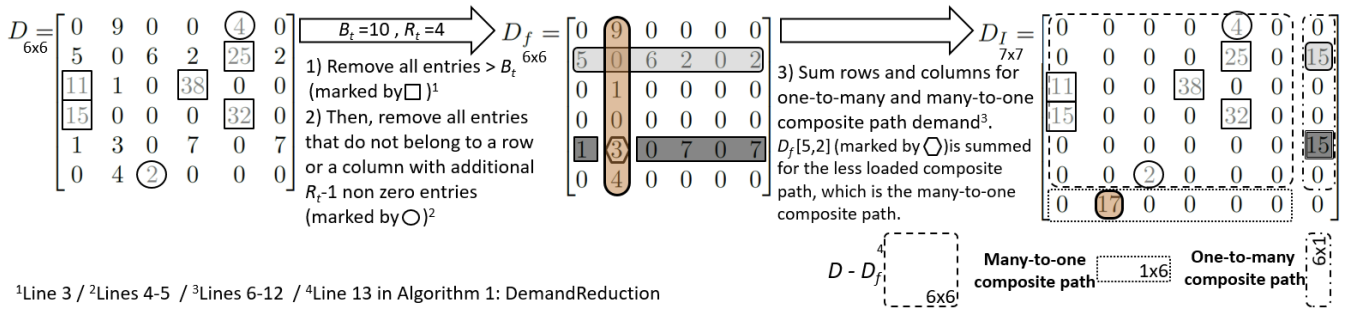 D 6x6 = 0 9 0 0 4 0
5 0 6 2 25 2
11 1 0 38 0 0
15 0 0 0 32 0
1 3 0 7 0 7
0 4 2 0 0 0
Bt =10 , Rt =4
1) Remove all entries > Bt
(marked by □ )1
2) Then, remove all entries
that do not belong to a row
or a column with additional
Rt-1 non zero entries
(marked by ○)2
Df 6x6 = 0 9 0 0 0 0
5 0 6 2 0 2
0 1 0 0 0 0
0 0 0 0 0 0
1 3 0 7 0 7
0 4 0 0 0 0
3) Sum rows and columns for
one-to-many and many-to-one
composite path demand3.
Df [5,2] (marked by ⬡)is summed
for the less loaded composite
path, which is the many-to-one
composite path.
DI 7x7 = 0 0 0 0 4 0 0
0 0 0 0 25 0 15
11 0 0 38 0 0 0
15 0 0 0 32 0 0
0 0 0 0 0 0 15
0 0 2 0 0 0 0
0 17 0 0 0 0 0
D - Df 4
6x6
Many-to-one
composite path
1x6
One-to-many
composite path
6x1
1Line 3 / 2Lines 4-5 / 3Lines 6-12 / 4Line 13 in Algorithm 1: DemandReduction